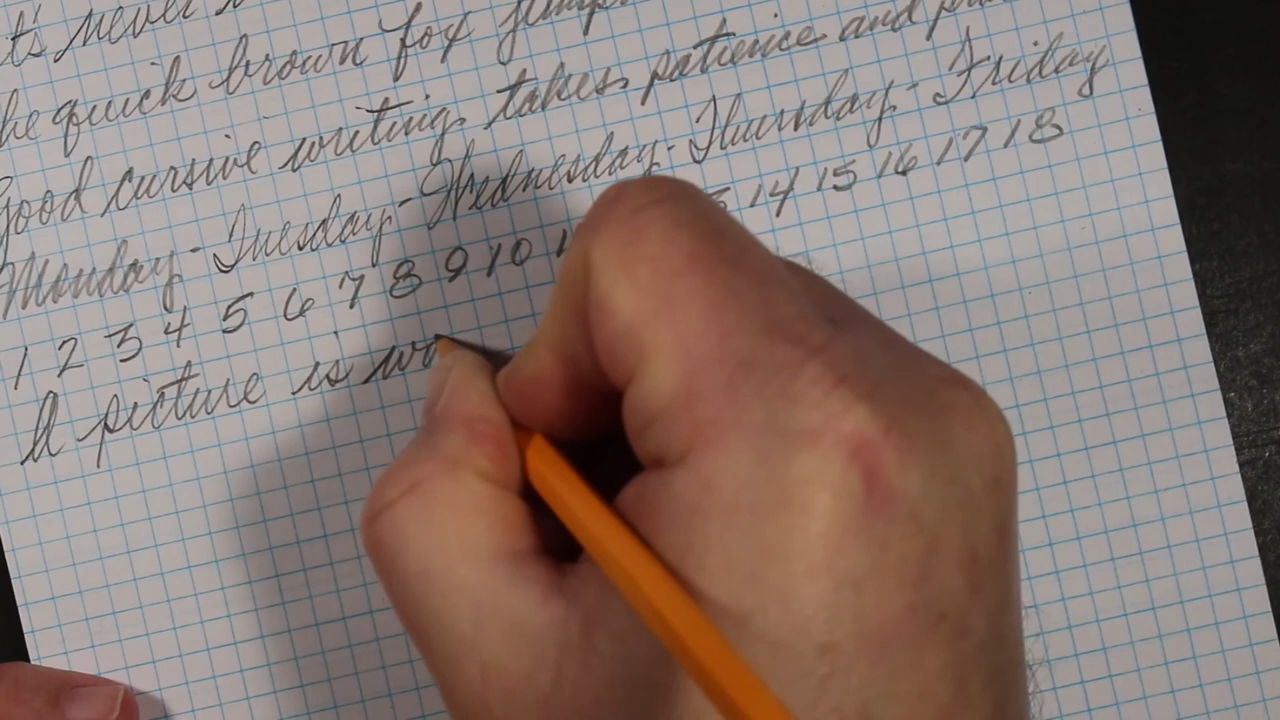 It's never
The quick brown fox jumps
Good cursive writing takes patience and
Monday - Tuesday - Wednesday - Thursday - Friday
1 2 3 4 5 6 7 8 9 10 14 15 16 17 18
A picture is